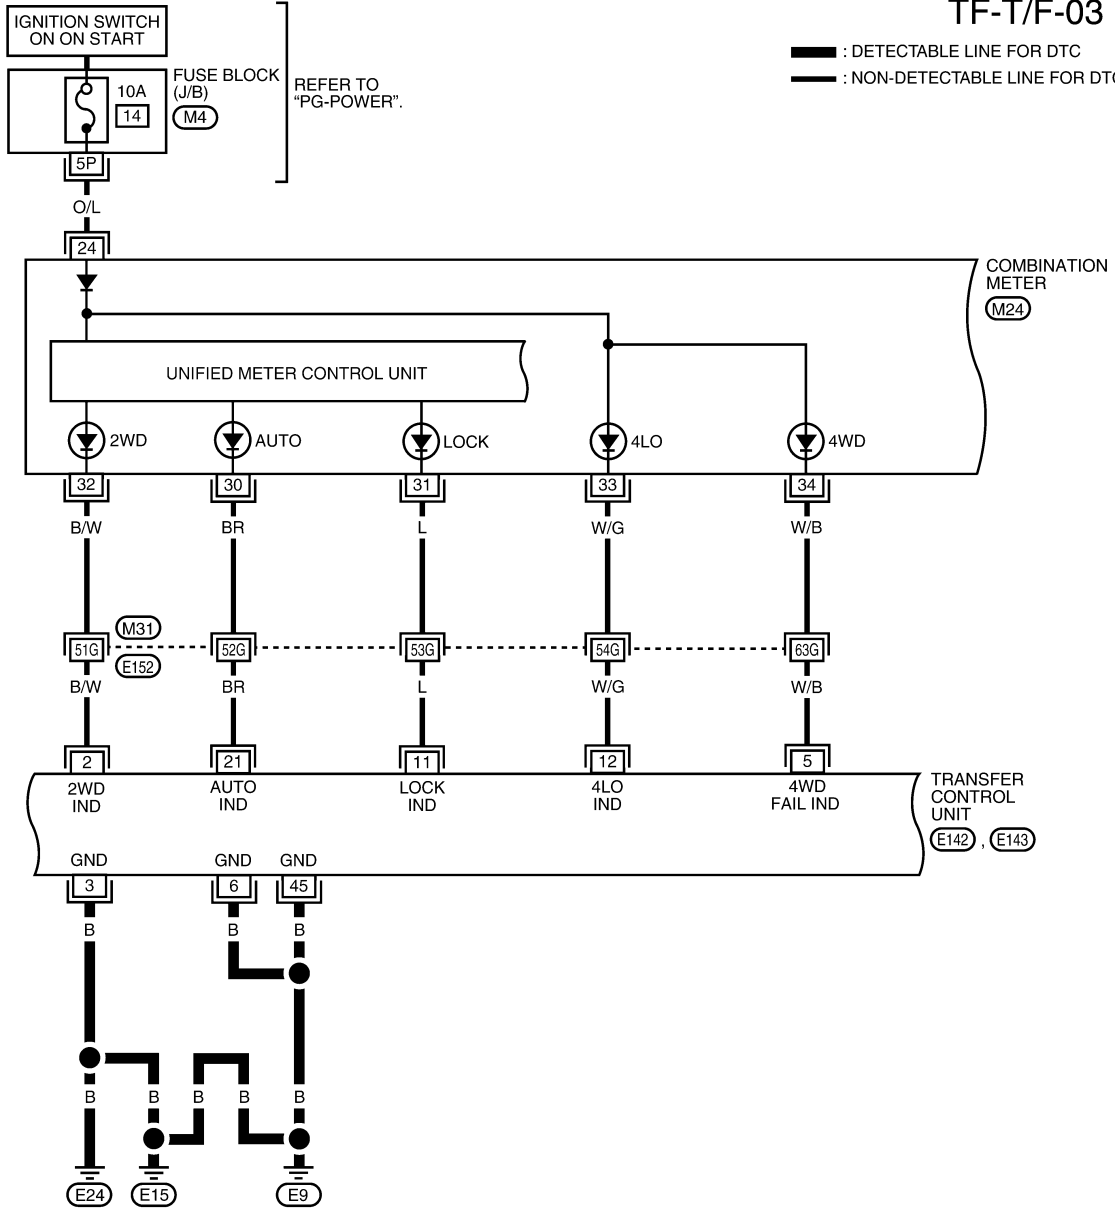 TF-T/F-03
: DETECTABLE LINE FOR DTC
: NON-DETECTABLE LINE FOR DTC
IGNITION SWITCH
ON OR START
FUSE BLOCK
(J/B)
M4
10A
14
REFER TO
"PG-POWER".
5P
O/L
24
COMBINATION
METER
M24
UNIFIED METER CONTROL UNIT
2WD AUTO LOCK 4LO 4WD
32 30 31 33 34
B/W BR L W/G W/B
M31
51G 52G 53G 54G 63G
E152
B/W BR L W/G W/B
2 21 11 12 5
2WD
IND
AUTO
IND
LOCK
IND
4LO
IND
4WD
FAIL IND
TRANSFER
CONTROL
UNIT
E142 , E143
GND GND GND
3 6 45
B B B
B B B B B
E24 E15 E9